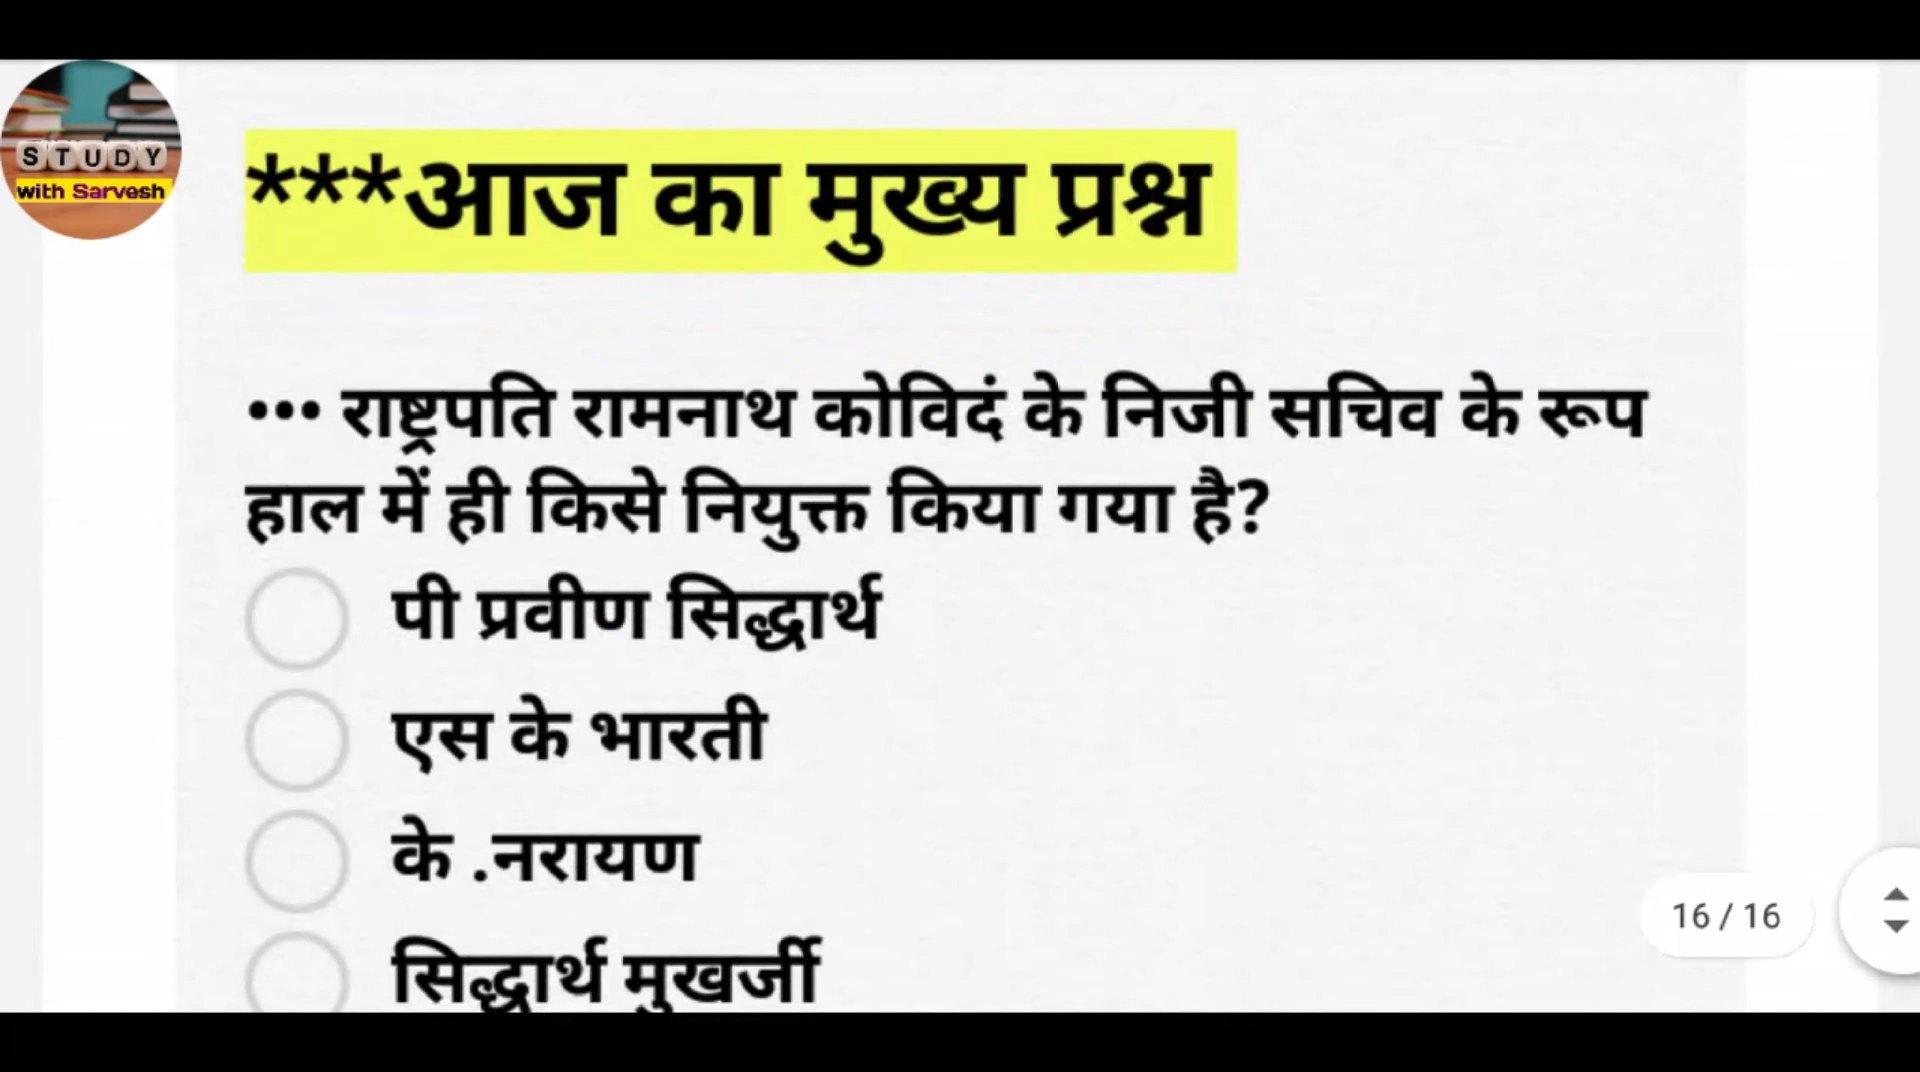 STUDY
with Sarvesh
***आज का मुख्य प्रश्न
••• राष्ट्रपति रामनाथ कोविदं के निजी सचिव के रूप
हाल में ही किसे नियुक्त किया गया है?
पी प्रवीण सिद्धार्थ
एस के भारती
के .नरायण
सिद्धार्थ मुखर्जी
16 / 16